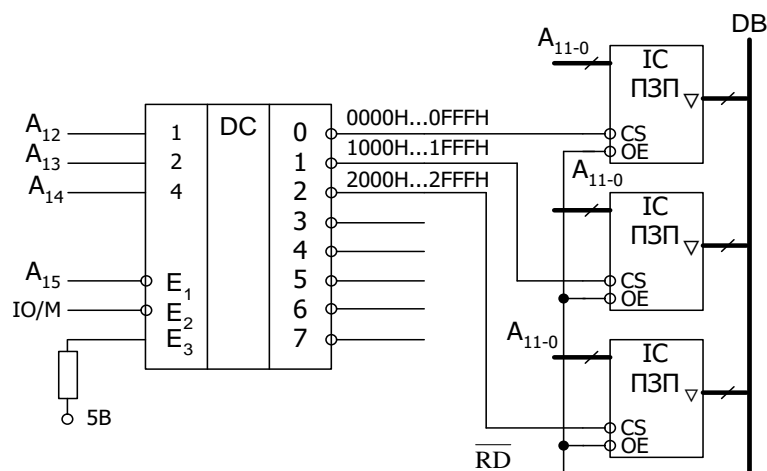 DB
A11-0
IC
ПЗП
CS
OE
A12
A13
A14
A15
IO/M
5В
1
2
4
E1
E2
E3
DC
0
1
2
3
4
5
6
7
0000H...0FFFH
1000H...1FFFH
2000H...2FFFH
A11-0
IC
ПЗП
CS
OE
A11-0
IC
ПЗП
CS
OE
RD